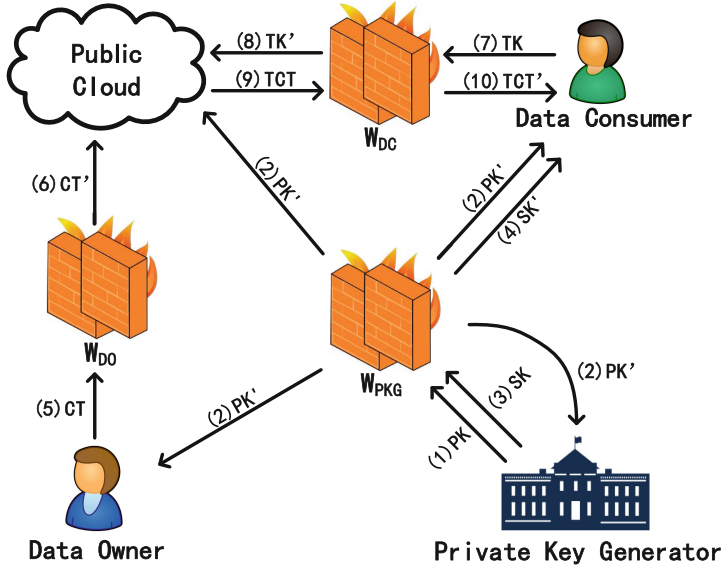 Public
Cloud
(8)TK'
(7)TK
(9)TCT
(10)TCT'
Data Consumer
W_DC
(6)CT'
(2)PK'
(2)PK'
(4)SK'
W_DO
W_PKG
(2)PK'
(2)PK'
(5)CT
(3)SK
(1)PK
Data Owner
Private Key Generator